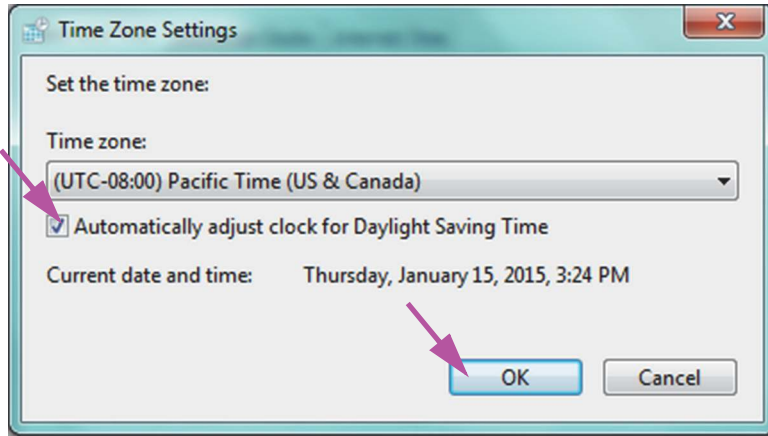 Time Zone Settings
Set the time zone:
Time zone:
(UTC-08:00) Pacific Time (US & Canada)
Automatically adjust clock for Daylight Saving Time
Current date and time: Thursday, January 15, 2015, 3:24 PM
OK Cancel